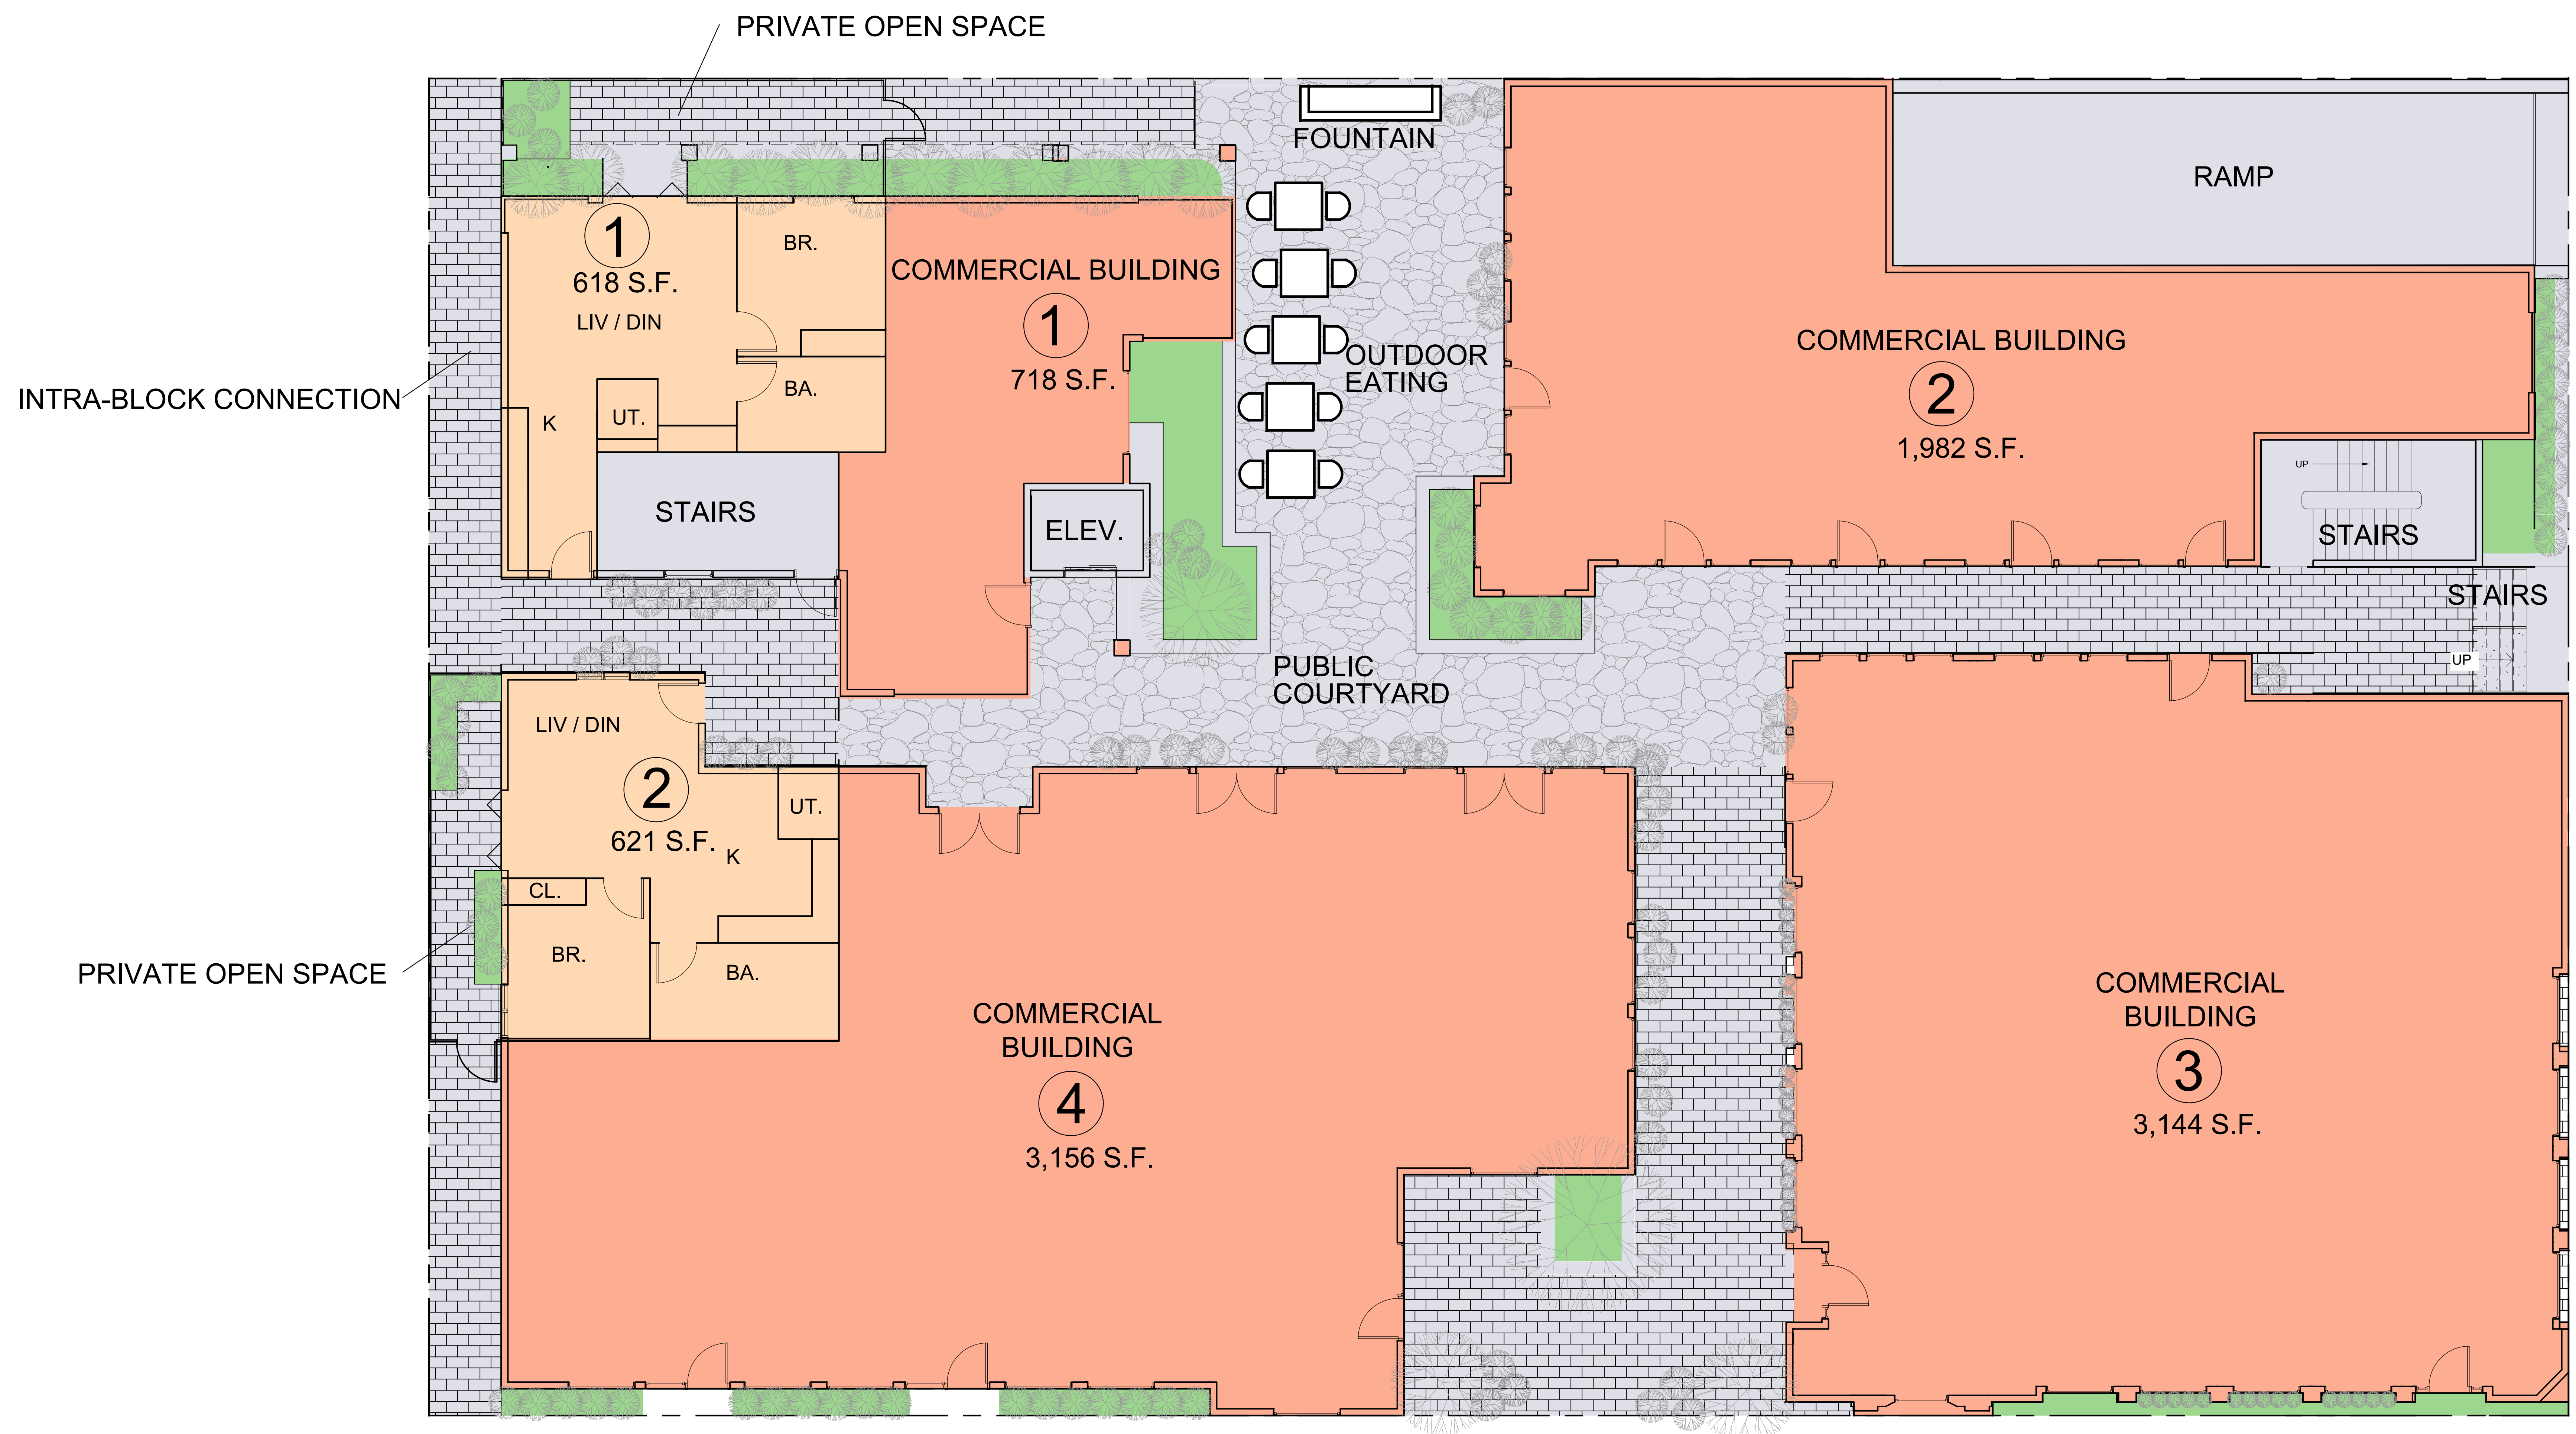 PRIVATE OPEN SPACE
FOUNTAIN
RAMP
1
618 S.F.
LIV / DIN
BR.
BA.
UT.
K
COMMERCIAL BUILDING
1
718 S.F.
OUTDOOR
EATING
COMMERCIAL BUILDING
2
1,982 S.F.
INTRA-BLOCK CONNECTION
STAIRS
ELEV.
UP
STAIRS
STAIRS
UP
PUBLIC
COURTYARD
LIV / DIN
2
621 S.F.
UT.
K
CL.
BR.
BA.
PRIVATE OPEN SPACE
COMMERCIAL
BUILDING
4
3,156 S.F.
COMMERCIAL
BUILDING
3
3,144 S.F.